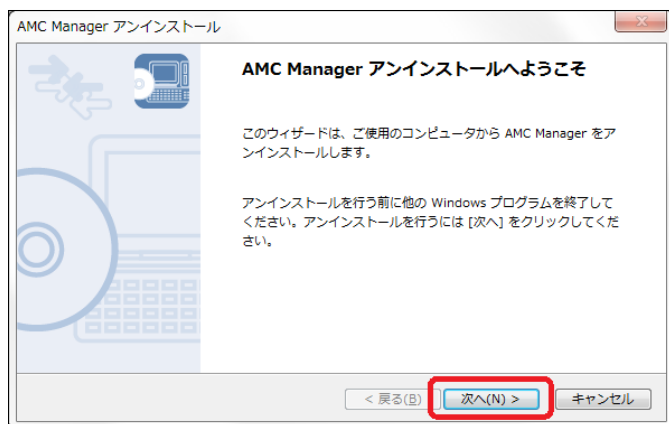 AMC Manager アンインストール
AMC Manager アンインストールへようこそ
このウィザードは、ご使用のコンピュータから AMC Manager をア
ンインストールします。
アンインストールを行う前に他の Windows プログラムを終了して
ください。アンインストールを行うには [次へ] をクリックしてくだ
さい。
< 戻る(B) 次へ(N) > キャンセル